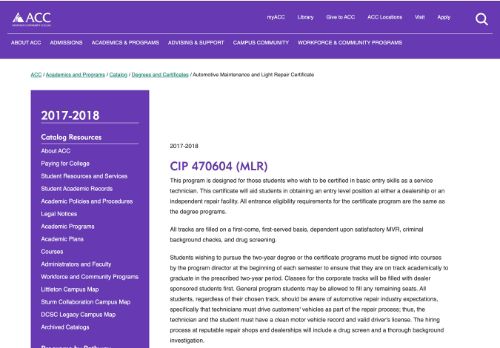 myACC Library Give to ACC ACC Locations Visit Apply
ACC
ABOUT ACC ADMISSIONS ACADEMICS & PROGRAMS ADVISING & SUPPORT CAMPUS COMMUNITY WORKFORCE & COMMUNITY PROGRAMS
ACC / Academics and Programs / Catalog / Degrees and Certificates / Automotive Maintenance and Light Repair Certificate
2017-2018
Catalog Resources
About ACC
Paying for College
Student Resources and Services
Student Academic Records
Academic Policies and Procedures
Legal Notices
Academic Programs
Academic Plans
Courses
Administrators and Faculty
Workforce and Community Programs
Littleton Campus Map
Sturm Collaboration Campus Map
DCSC Legacy Campus Map
Archived Catalogs
2017-2018
CIP 470604 (MLR)
This program is designed for those students who wish to be certified in basic entry skills as a service
technician. This certificate will aid students in obtaining an entry level position at either a dealership or an
independent repair facility. All entrance eligibility requirements for the certificate program are the same as
the degree programs.
All tracks are filled on a first-come, first-served basis, dependent upon satisfactory MVR, criminal
background checks, and drug screening.
Students wishing to pursue the two-year degree or the certificate programs must be signed into courses
by the program director at the beginning of each semester to ensure that they are on track academically to
graduate in the prescribed two-year period. Classes for the corporate tracks will be filled with dealer
sponsored students first. General program students may be allowed to fill any remaining seats. All
students, regardless of their chosen track, should be aware of automotive repair industry expectations,
specifically that technicians must drive customers' vehicles as part of the repair process; thus, the
technician and the student must have a clean motor vehicle record and valid driver's license. The hiring
process at reputable repair shops and dealerships will include a drug screen and a thorough background
investigation.